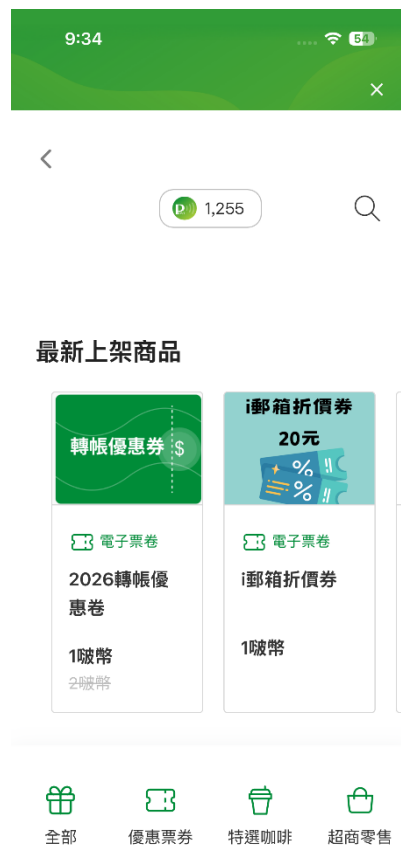 9:34
54
1,255
最新上架商品
轉帳優惠券 $
i郵箱折價券
20元
電子票卷
2026轉帳優
惠卷
1啵幣
2啵幣
電子票卷
i郵箱折價券
1啵幣
全部
優惠票券
特選咖啡
超商零售